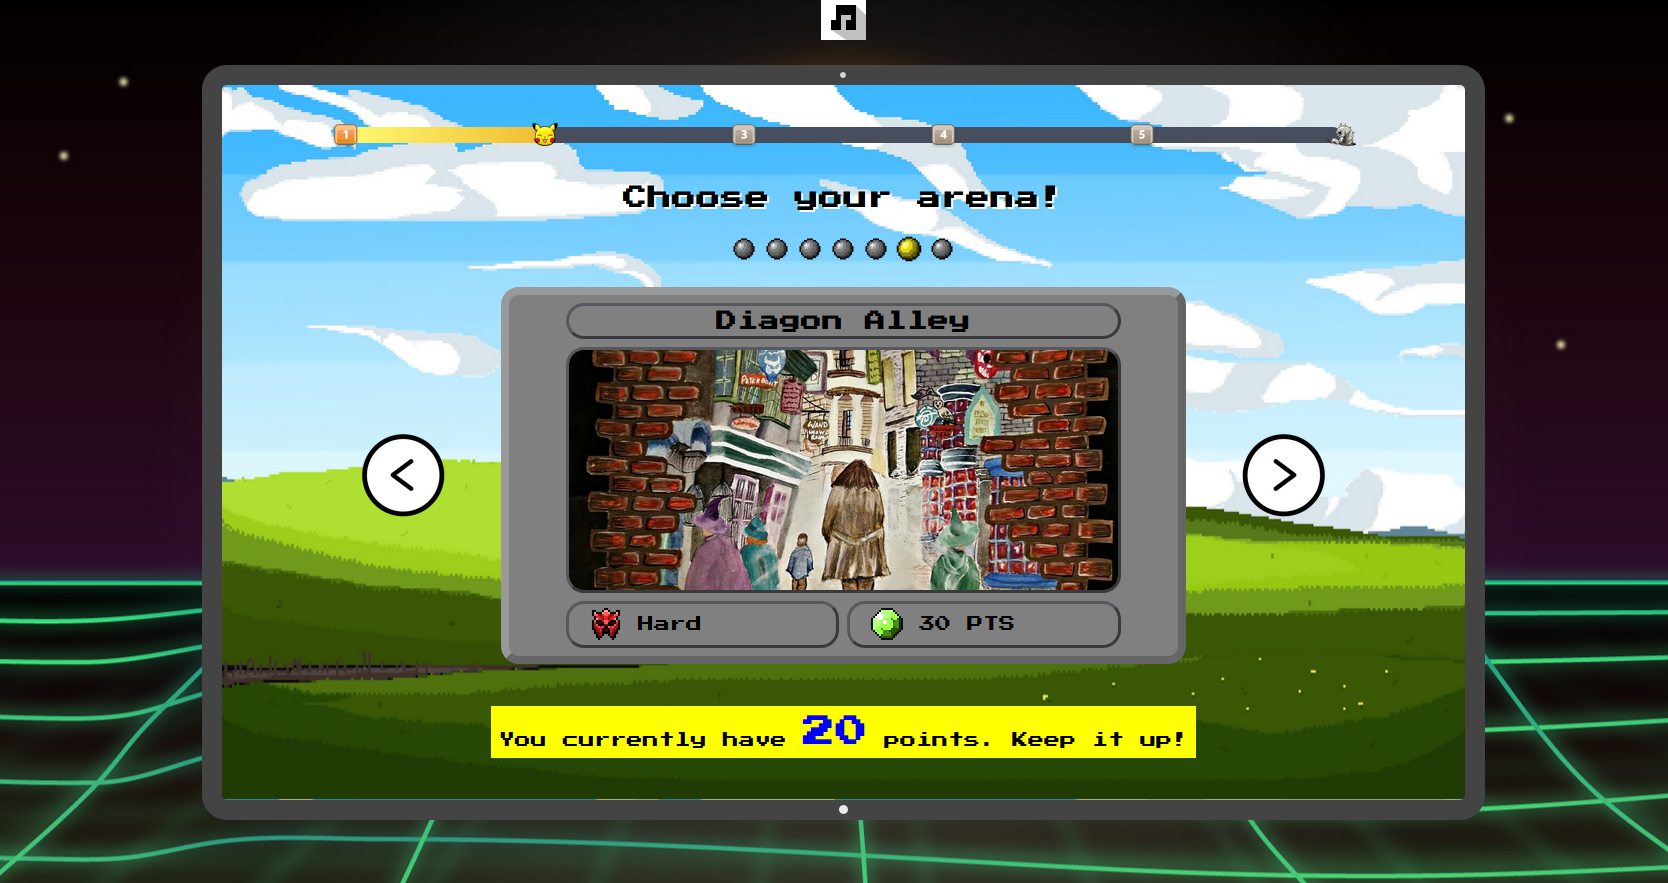 1 3 4 5
Choose your arena!
Diagon Alley
WAND
Hard
30 PTS
You currently have 20 points. Keep it up!